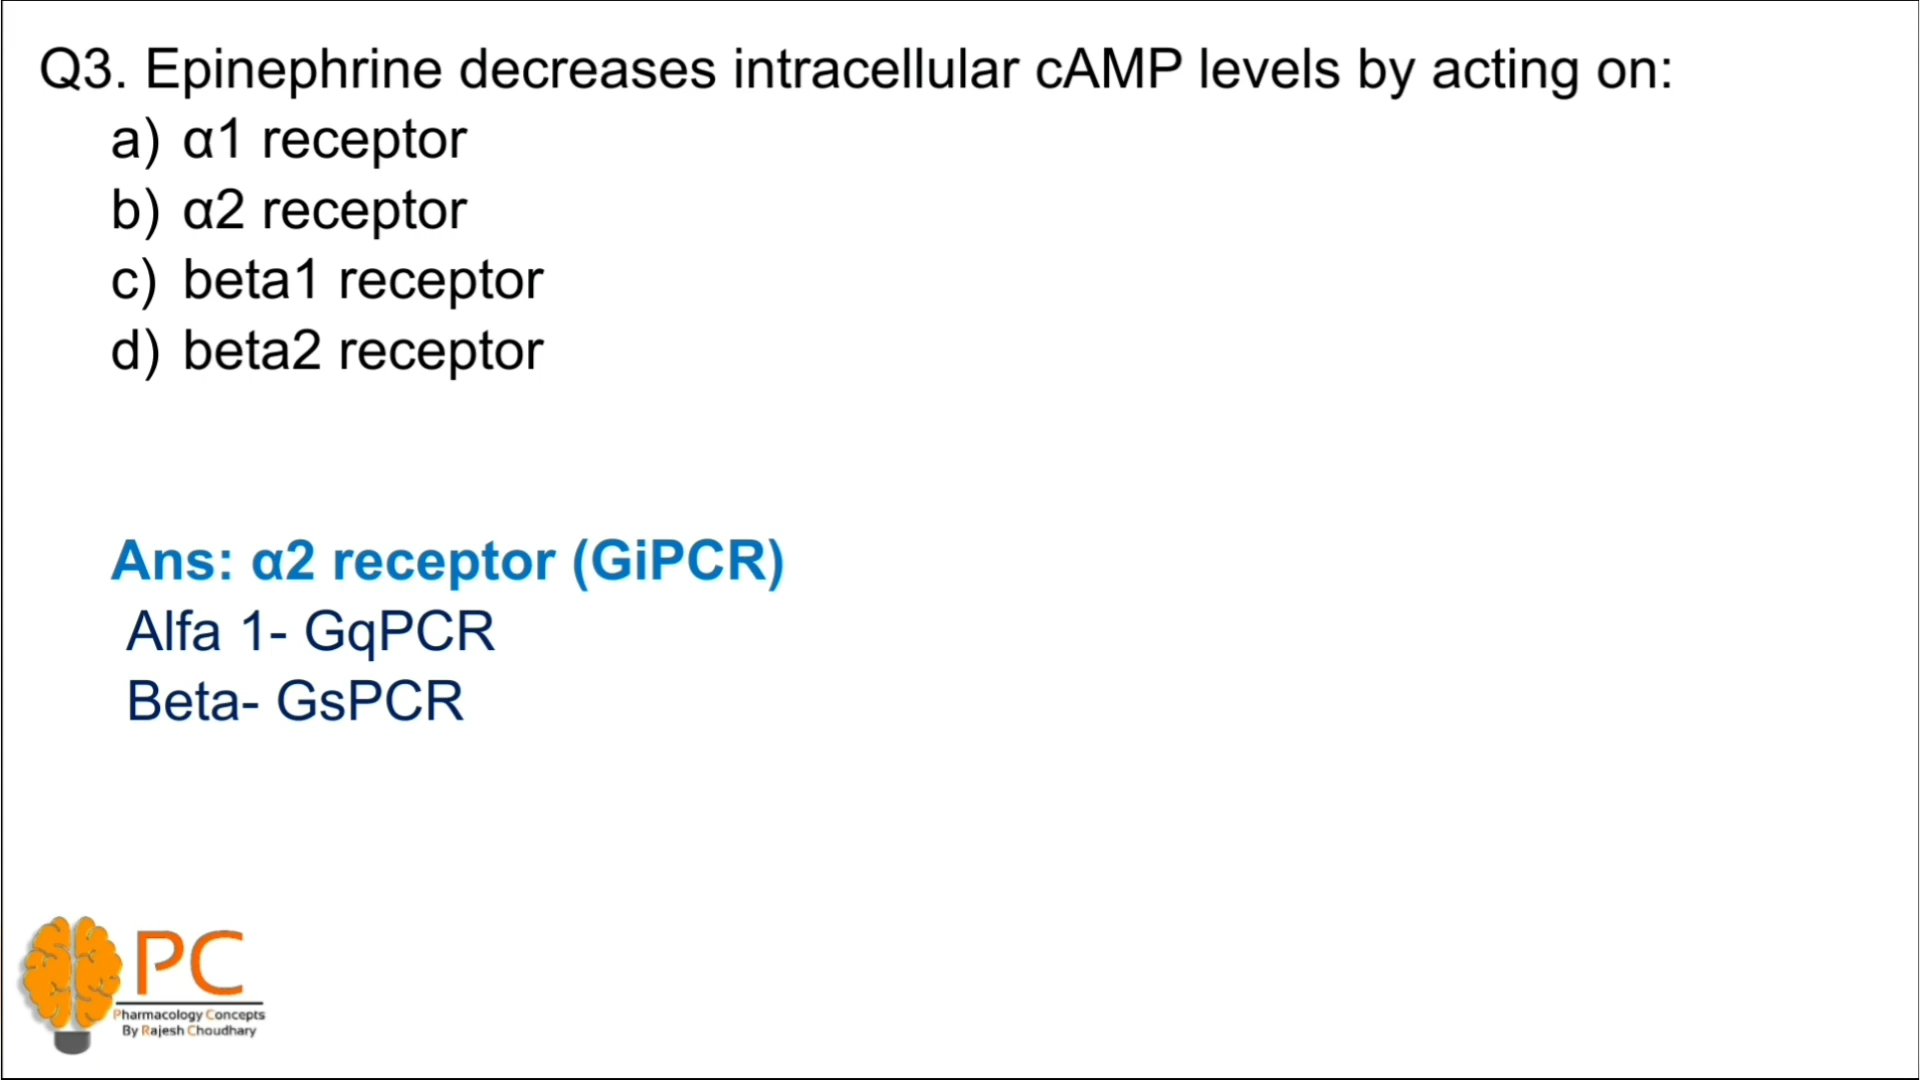 Q3. Epinephrine decreases intracellular cAMP levels by acting on:
a) α1 receptor
b) α2 receptor
c) beta1 receptor
d) beta2 receptor
Ans: α2 receptor (GiPCR)
Alfa 1- GqPCR
Beta- GsPCR
PC
Pharmacology Concepts
By Rajesh Choudhary